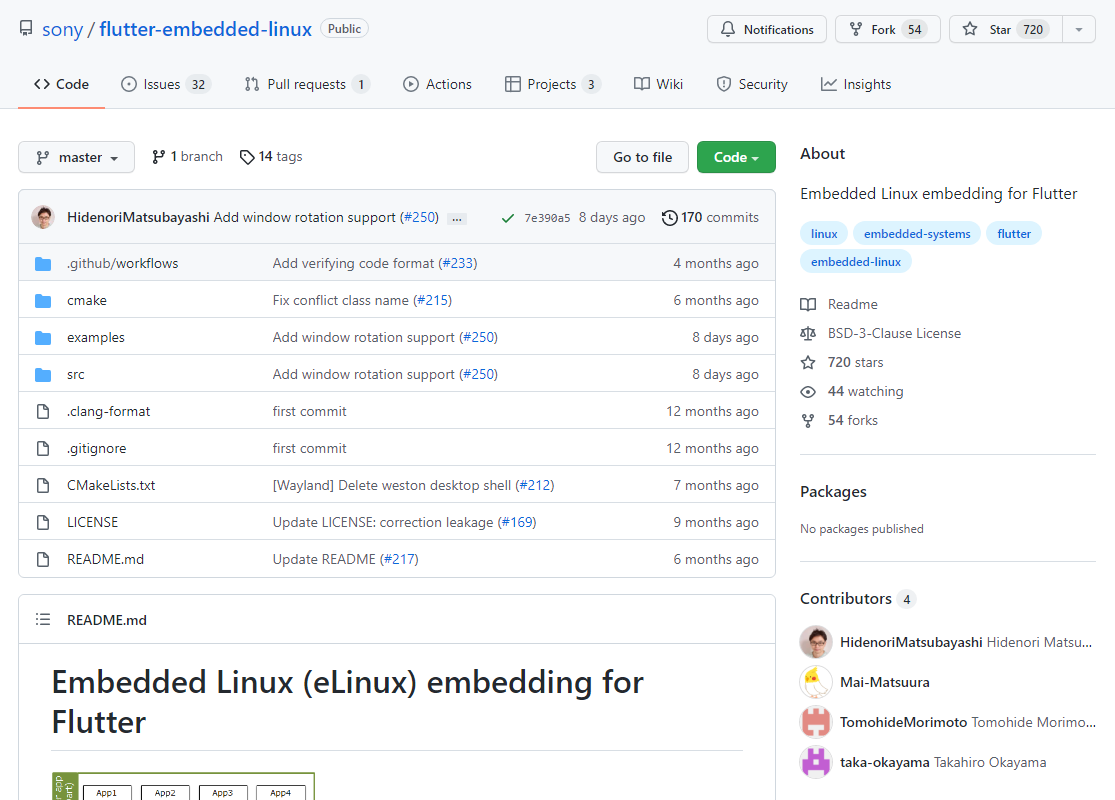 sony / flutter-embedded-linux Public
Notifications Fork 54 Star 720
Code Issues 32 Pull requests 1 Actions Projects 3 Wiki Security Insights
master 1 branch 14 tags Go to file Code
HidenoriMatsubayashi Add window rotation support (#250) ... 7e390a5 8 days ago 170 commits
.github/workflows Add verifying code format (#233) 4 months ago
cmake Fix conflict class name (#215) 6 months ago
examples Add window rotation support (#250) 8 days ago
src Add window rotation support (#250) 8 days ago
.clang-format first commit 12 months ago
.gitignore first commit 12 months ago
CMakeLists.txt [Wayland] Delete weston desktop shell (#212) 7 months ago
LICENSE Update LICENSE: correction leakage (#169) 9 months ago
README.md Update README (#217) 6 months ago
README.md
Embedded Linux (eLinux) embedding for
Flutter
App1 App2 App3 App4
About
Embedded Linux embedding for Flutter
linux embedded-systems flutter
embedded-linux
Readme
BSD-3-Clause License
720 stars
44 watching
54 forks
Packages
No packages published
Contributors 4
HidenoriMatsubayashi Hidenori Matsu...
Mai-Matsuura
TomohideMorimoto Tomohide Morimo...
taka-okayama Takahiro Okayama